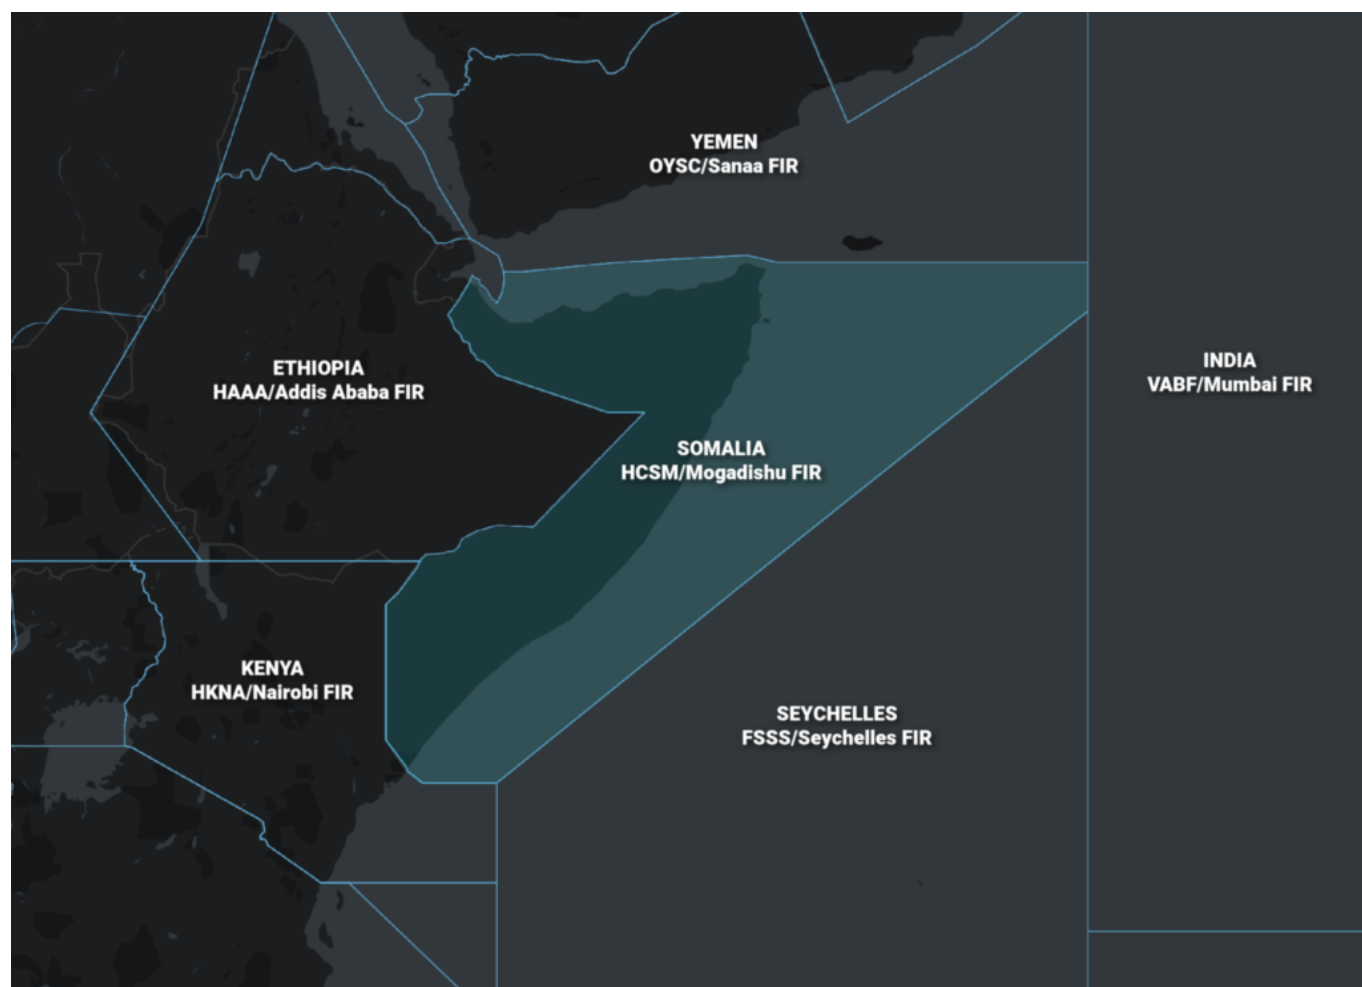 YEMEN
OYSC/Sanaa FIR
ETHIOPIA
HAAA/Addis Ababa FIR
INDIA
VABF/Mumbai FIR
SOMALIA
HCSM/Mogadishu FIR
KENYA
HKNA/Nairobi FIR
SEYCHELLES
FSSS/Seychelles FIR